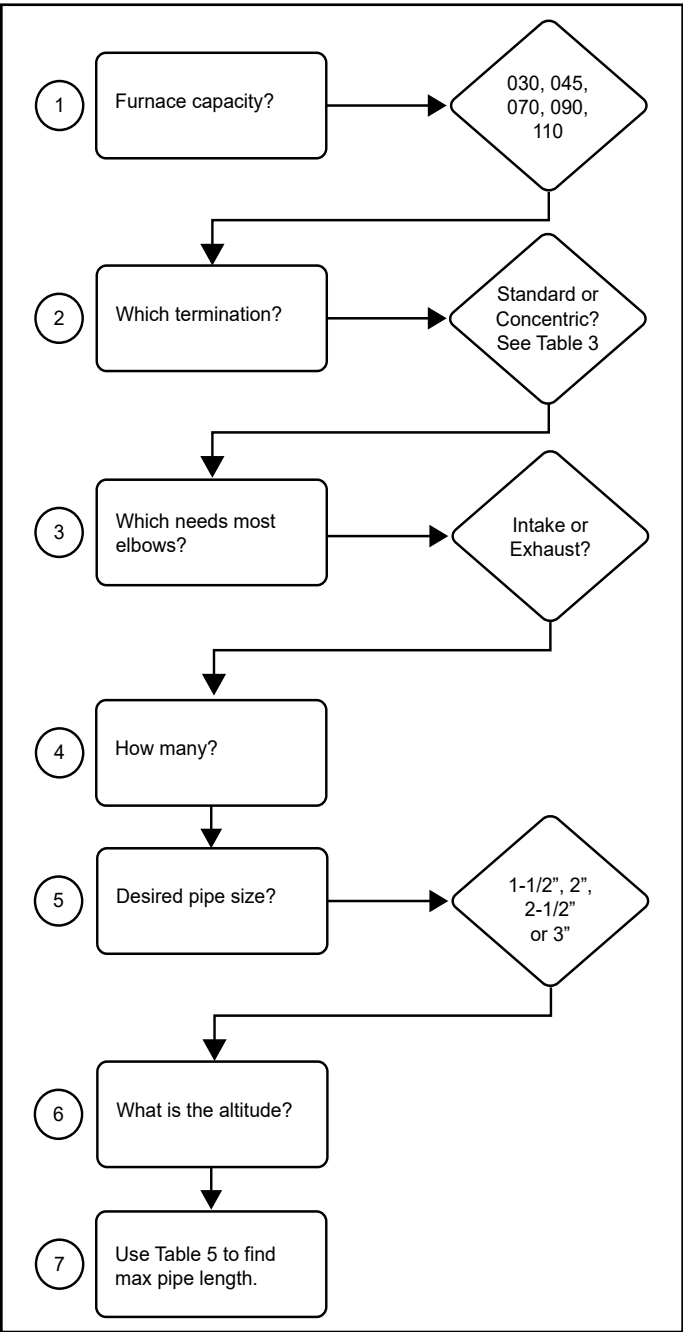 1
Furnace capacity?
030, 045,
070, 090,
110
2
Which termination?
Standard or
Concentric?
See Table 3
3
Which needs most
elbows?
Intake or
Exhaust?
4
How many?
5
Desired pipe size?
1-1/2”, 2”,
2-1/2”
or 3”
6
What is the altitude?
7
Use Table 5 to find
max pipe length.